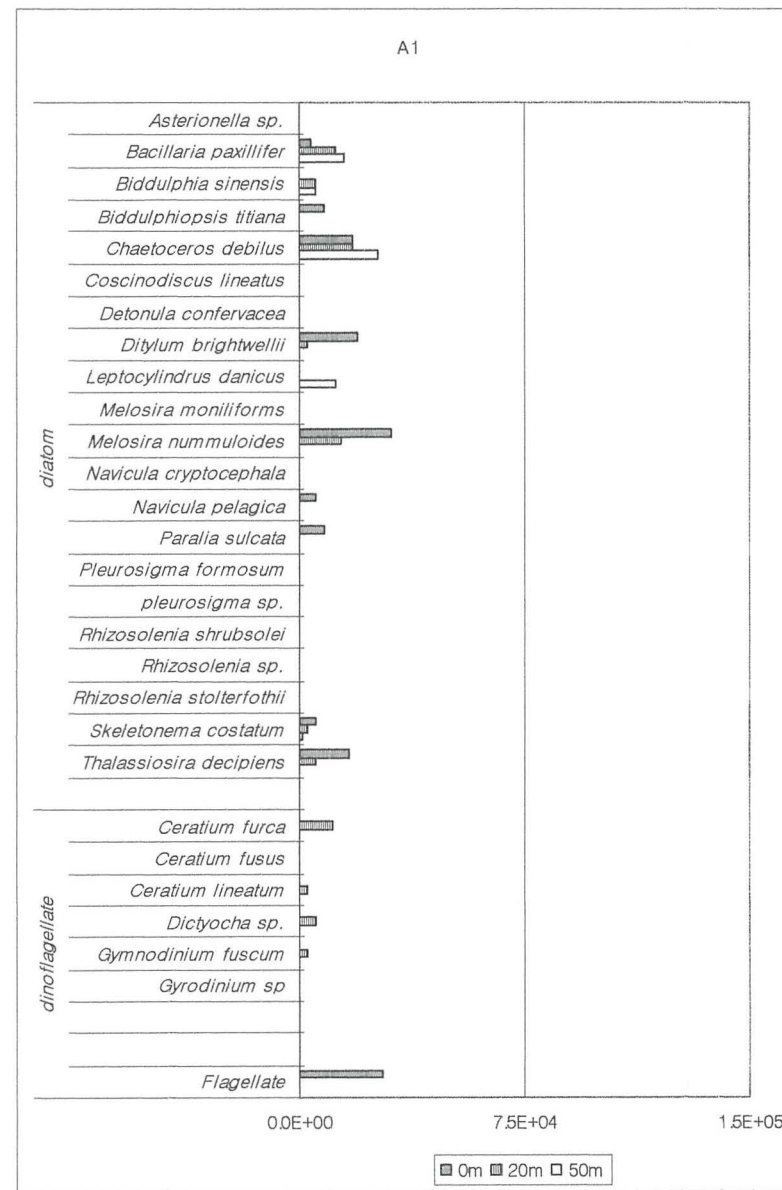 A1
diatom
Asterionella sp.
Bacillaria paxillifer
Biddulphia sinensis
Biddulphiopsis titiana
Chaetoceros debilus
Coscinodiscus lineatus
Detonula confervacea
Ditylum brightwellii
Leptocylindrus danicus
Melosira moniliforms
Melosira nummuloides
Navicula cryptocephala
Navicula pelagica
Paralia sulcata
Pleurosigma formosum
pleurosigma sp.
Rhizosolenia shrubsolei
Rhizosolenia sp.
Rhizosolenia stolterfothii
Skeletonema costatum
Thalassiosira decipiens
dinoflagellate
Ceratium furca
Ceratium fusus
Ceratium lineatum
Dictyocha sp.
Gymnodinium fuscum
Gyrodinium sp
Flagellate
0.0E+00 7.5E+04 1.5E+05
0m 20m 50m